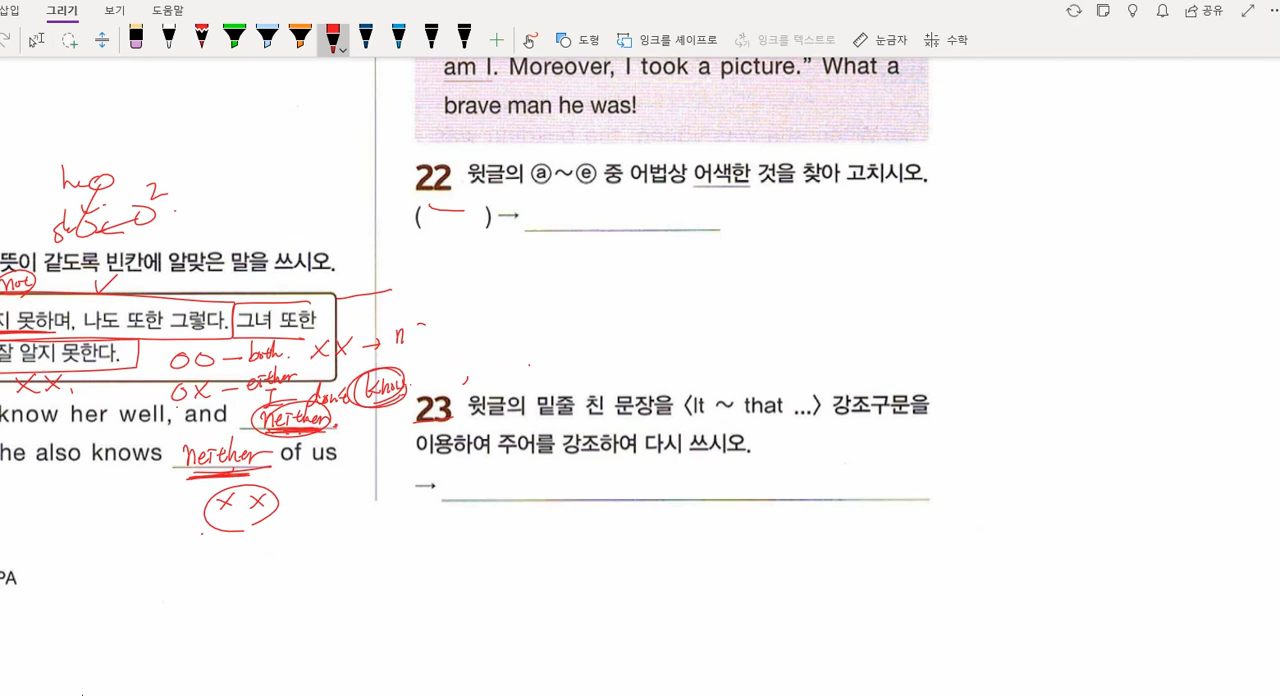 삽입 그리기 보기 도움말 공유
도형 잉크를 셰이프로 잉크를 텍스트로 눈금자 수학
am I. Moreover, I took a picture.” What a
brave man he was!
22 윗글의 ⓐ～ⓔ 중 어법상 어색한 것을 찾아 고치시오.
( ) →
he
2
뜻이 같도록 빈칸에 알맞은 말을 쓰시오.
not
지 못하며, 나도 또한 그렇다. 그녀 또한
잘 알지 못한다.
OO — both. XX → n
XX, OX — either
I don't know.
know her well, and neither.
he also knows neither of us
X X
23 윗글의 밑줄 친 문장을 〈It ～ that ...〉 강조구문을
이용하여 주어를 강조하여 다시 쓰시오.
→
PA